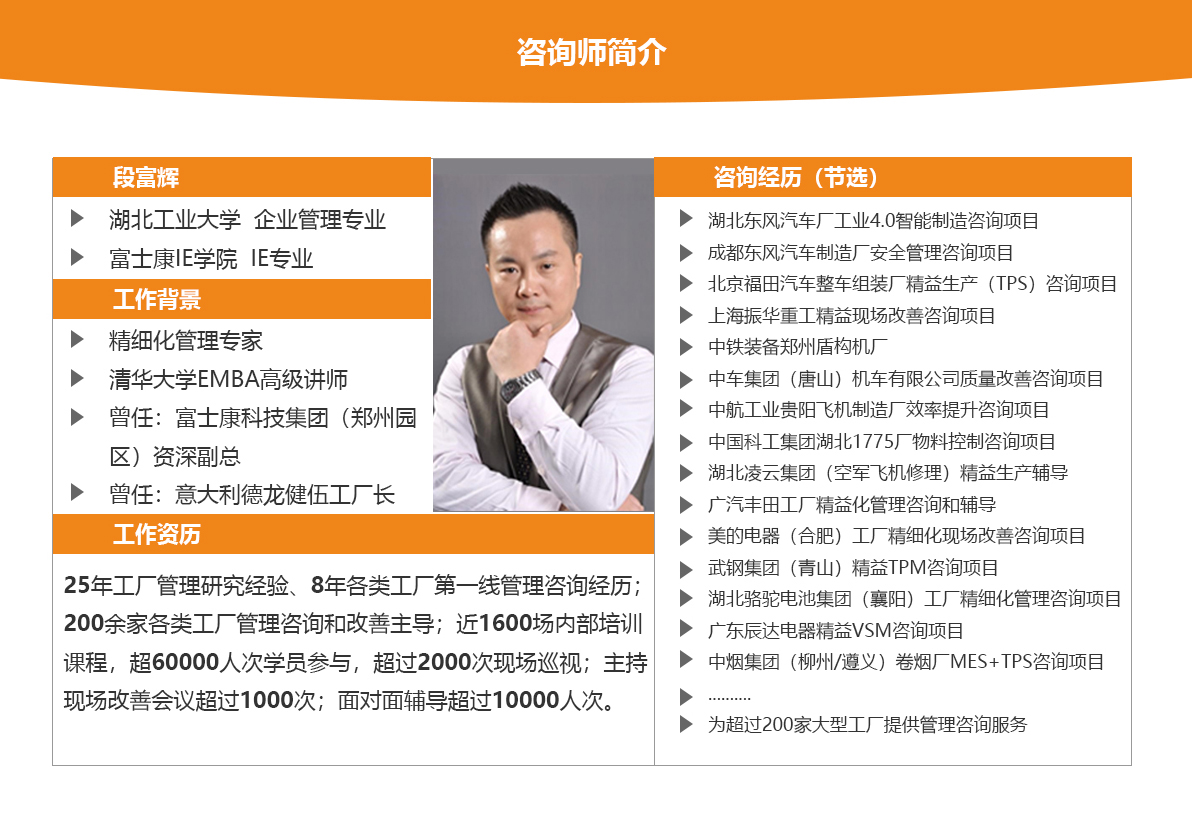 咨询师简介
段富辉
湖北工业大学 企业管理专业
富士康IE学院 IE专业
工作背景
精细化管理专家
清华大学EMBA高级讲师
曾任：富士康科技集团（郑州园
区）资深副总
曾任：意大利德龙健伍工厂长
工作资历
25年工厂管理研究经验、8年各类工厂第一线管理咨询经历；
200余家各类工厂管理咨询和改善主导；近1600场内部培训
课程，超60000人次学员参与，超过2000次现场巡视；主持
现场改善会议超过1000次；面对面辅导超过10000人次。
咨询经历（节选）
湖北东风汽车厂工业4.0智能制造咨询项目
成都东风汽车制造厂安全管理咨询项目
北京福田汽车整车组装厂精益生产（TPS）咨询项目
上海振华重工精益现场改善咨询项目
中铁装备郑州盾构机厂
中车集团（唐山）机车有限公司质量改善咨询项目
中航工业贵阳飞机制造厂效率提升咨询项目
中国科工集团湖北1775厂物料控制咨询项目
湖北凌云集团（空军飞机修理）精益生产辅导
广汽丰田工厂精益化管理咨询和辅导
美的电器（合肥）工厂精细化现场改善咨询项目
武钢集团（青山）精益TPM咨询项目
湖北骆驼电池集团（襄阳）工厂精细化管理咨询项目
广东辰达电器精益VSM咨询项目
中烟集团（柳州/遵义）卷烟厂MES+TPS咨询项目
..........
为超过200家大型工厂提供管理咨询服务